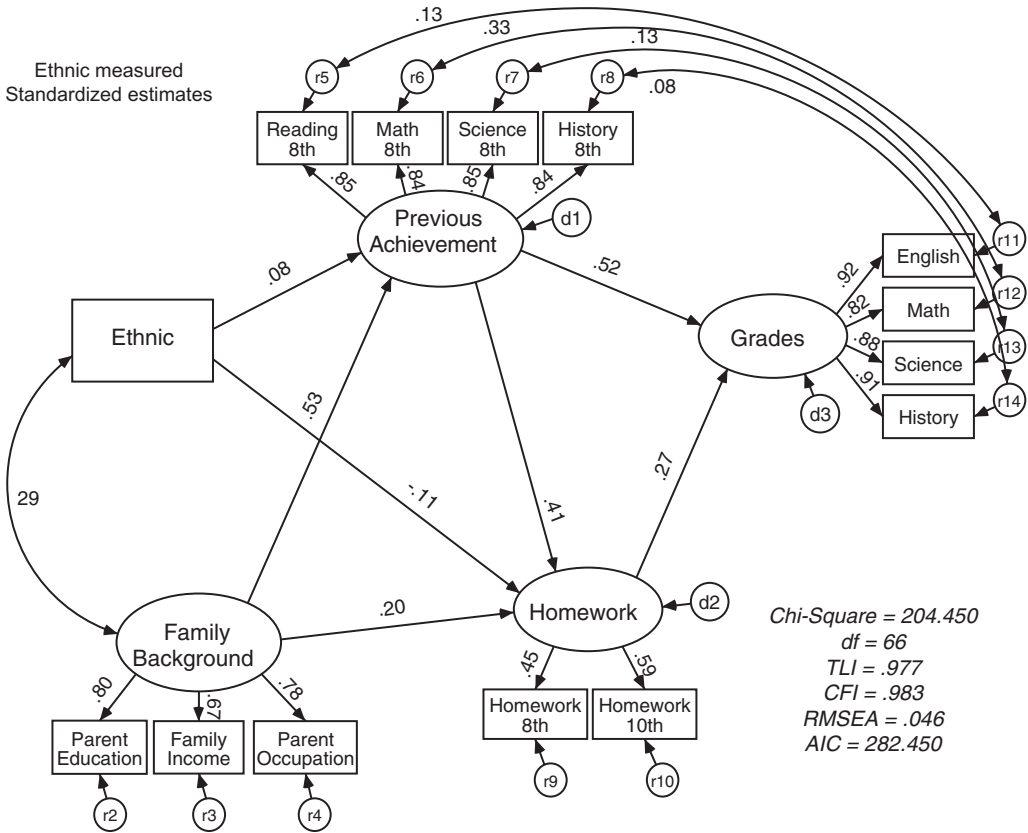 .13
.33
.13
.08
Ethnic measured
Standardized estimates
r5
r6
r7
r8
Reading
8th
Math
8th
Science
8th
History
8th
.85
.84
.85
.84
Previous
Achievement
d1
.08
.52
Ethnic
.53
-.11
.41
29
Grades
d3
.92
.82
.88
.91
English
Math
Science
History
r11
r12
r13
r14
.27
Family
Background
.20
Homework
d2
.80
.67
.78
Parent
Education
Family
Income
Parent
Occupation
r2
r3
r4
.45
.59
Homework
8th
Homework
10th
r9
r10
Chi-Square = 204.450
df = 66
TLI = .977
CFI = .983
RMSEA = .046
AIC = 282.450